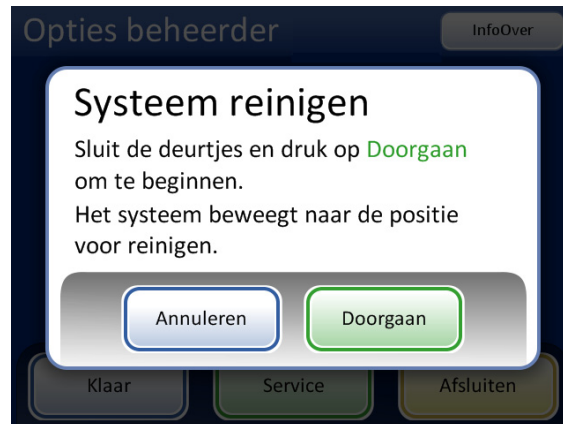 Opties beheerder
InfoOver
Systeem reinigen
Sluit de deurtjes en druk op Doorgaan
om te beginnen.
Het systeem beweegt naar de positie
voor reinigen.
Annuleren
Doorgaan
Klaar
Service
Afsluiten